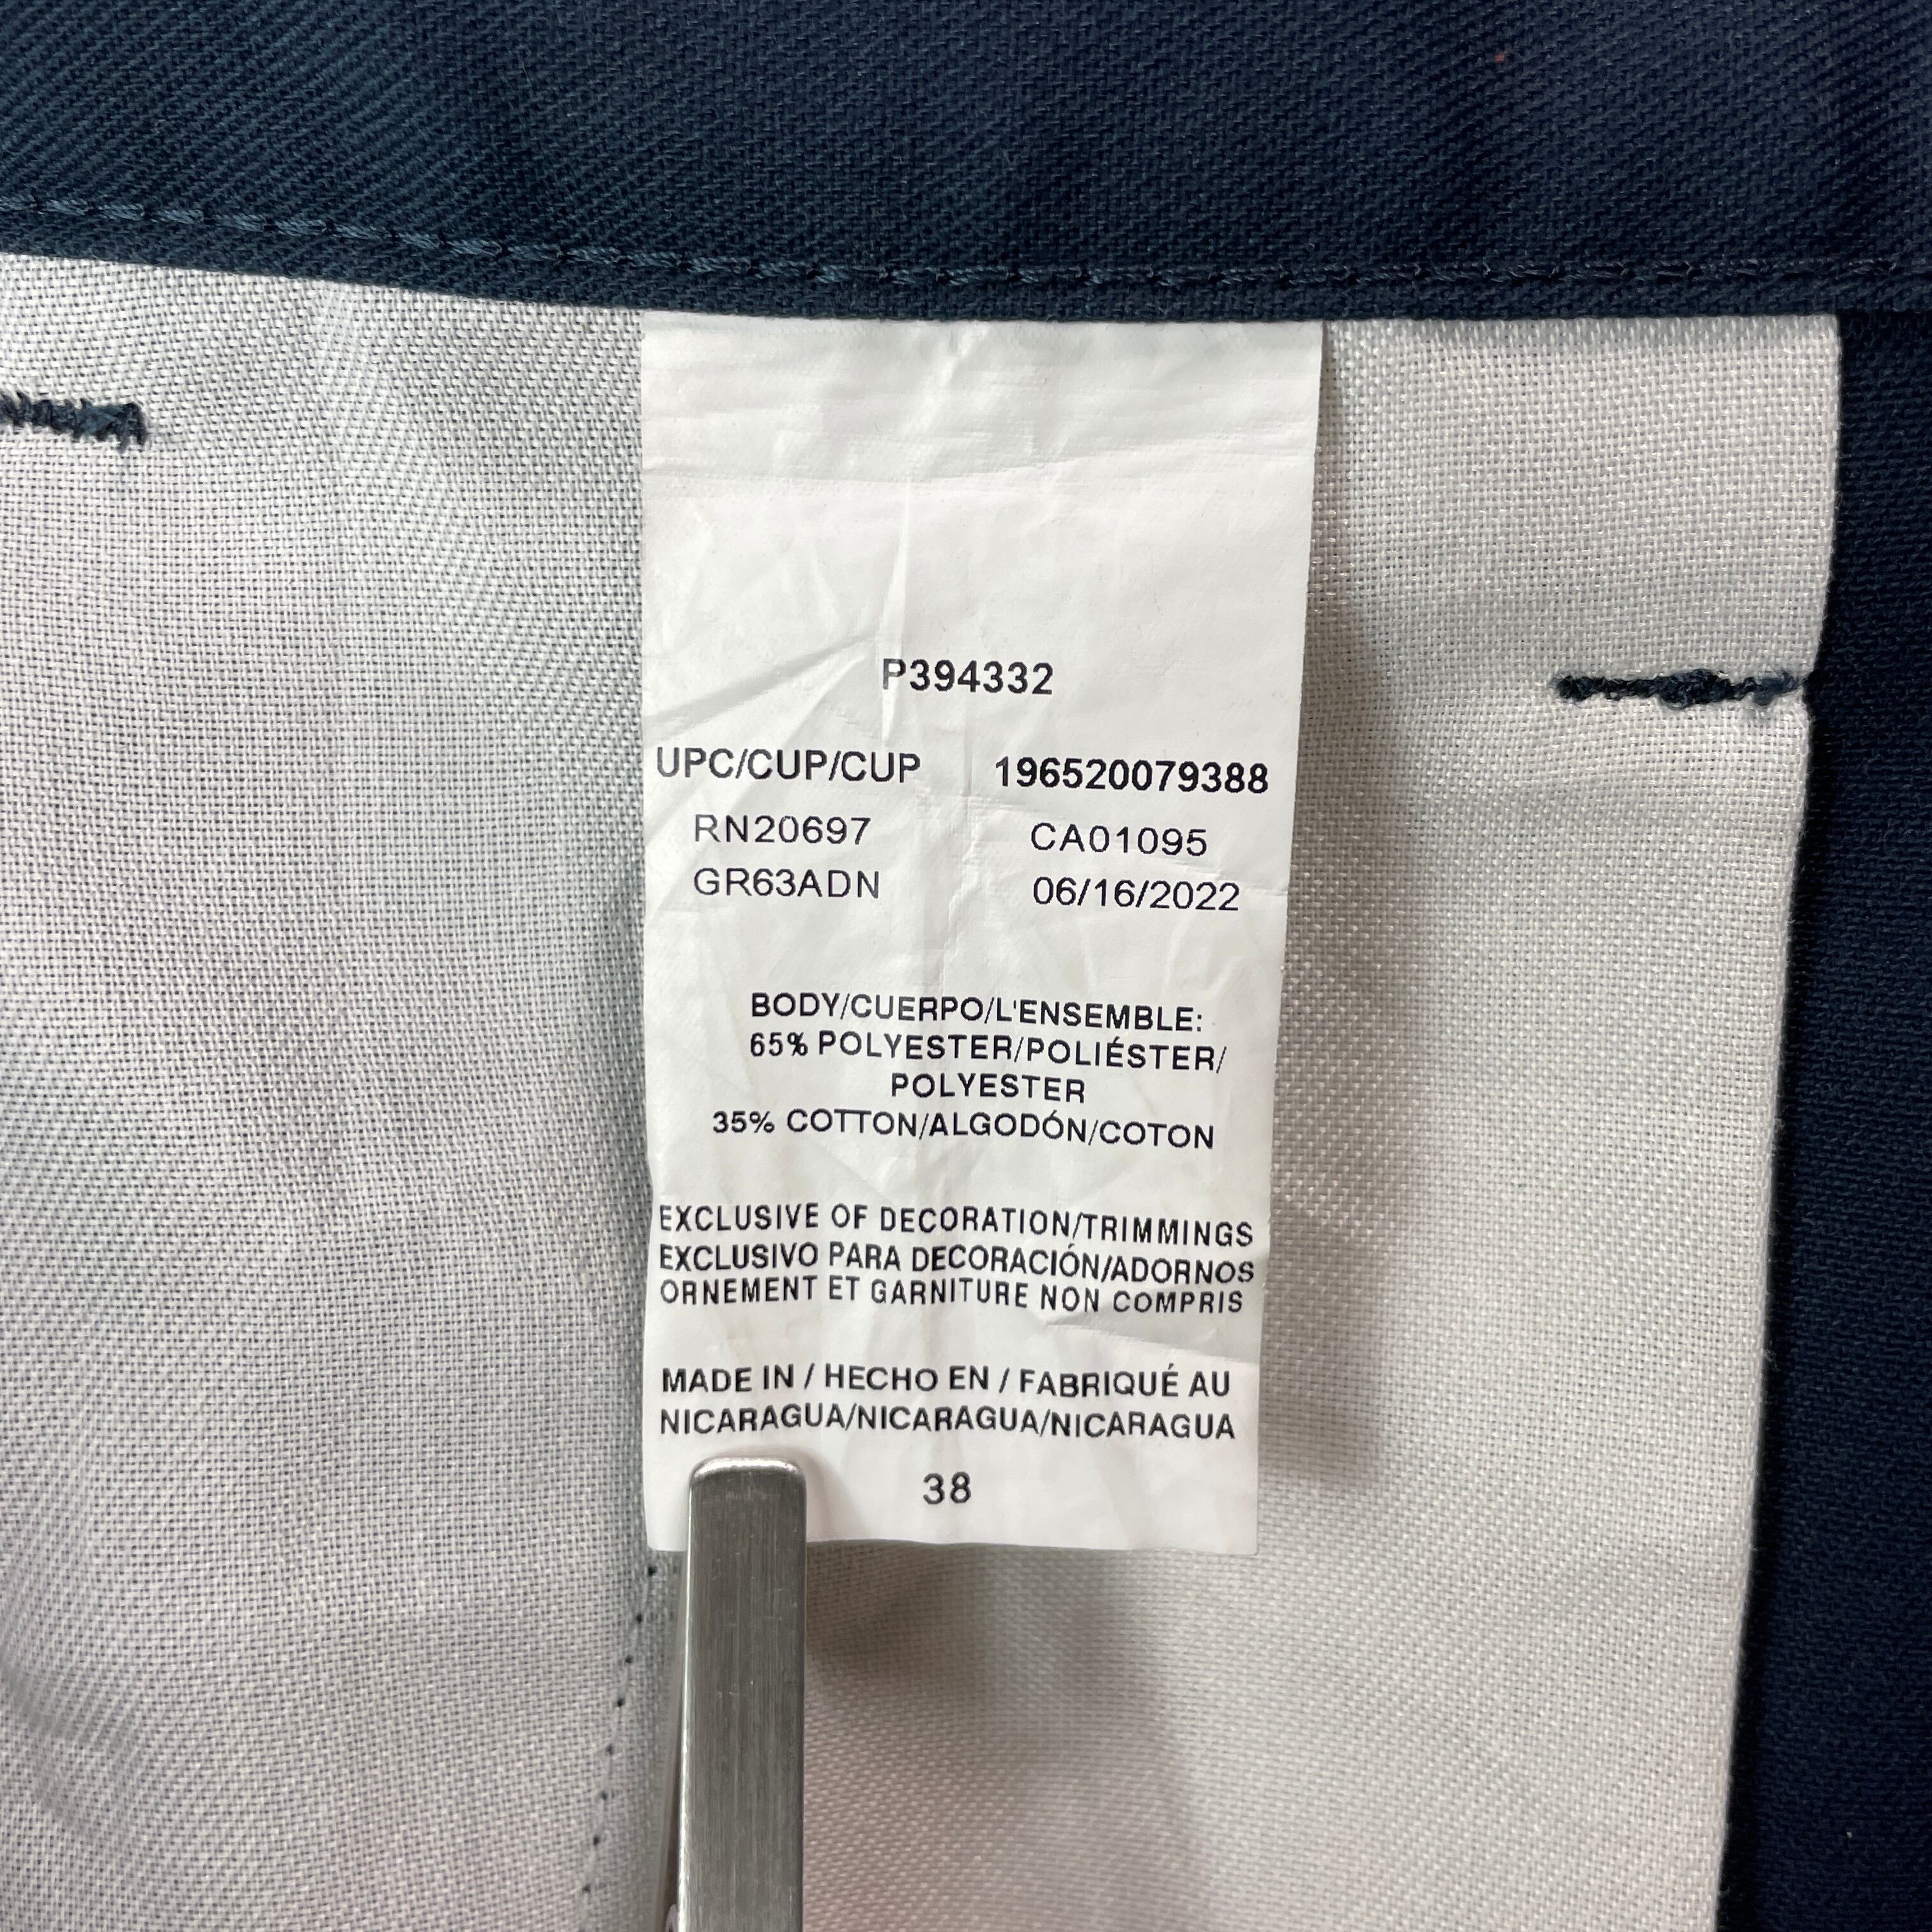 P394332
UPC/CUP/CUP 196520079388
RN20697 CA01095
GR63ADN 06/16/2022
BODY/CUERPO/L'ENSEMBLE:
65% POLYESTER/POLIÉSTER/
POLYESTER
35% COTTON/ALGODÓN/COTON
EXCLUSIVE OF DECORATION/TRIMMINGS
EXCLUSIVO PARA DECORACIÓN/ADORNOS
ORNEMENT ET GARNITURE NON COMPRIS
MADE IN / HECHO EN / FABRIQUÉ AU
NICARAGUA/NICARAGUA/NICARAGUA
38